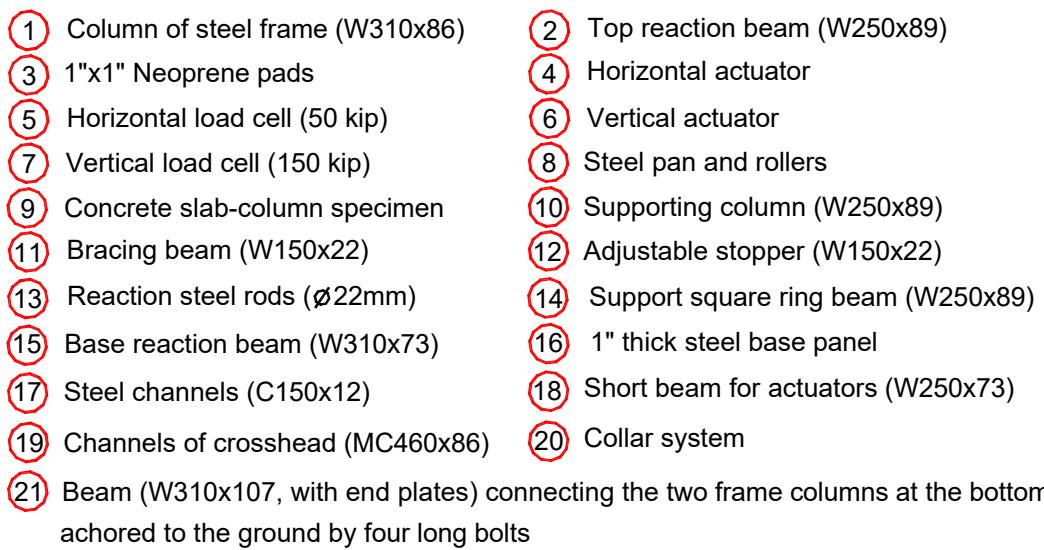 1 Column of steel frame (W310x86) 2 Top reaction beam (W250x89)
3 1"x1" Neoprene pads 4 Horizontal actuator
5 Horizontal load cell (50 kip) 6 Vertical actuator
7 Vertical load cell (150 kip) 8 Steel pan and rollers
9 Concrete slab-column specimen 10 Supporting column (W250x89)
11 Bracing beam (W150x22) 12 Adjustable stopper (W150x22)
13 Reaction steel rods (ø22mm) 14 Support square ring beam (W250x89)
15 Base reaction beam (W310x73) 16 1" thick steel base panel
17 Steel channels (C150x12) 18 Short beam for actuators (W250x73)
19 Channels of crosshead (MC460x86) 20 Collar system
21 Beam (W310x107, with end plates) connecting the two frame columns at the bottom
achored to the ground by four long bolts